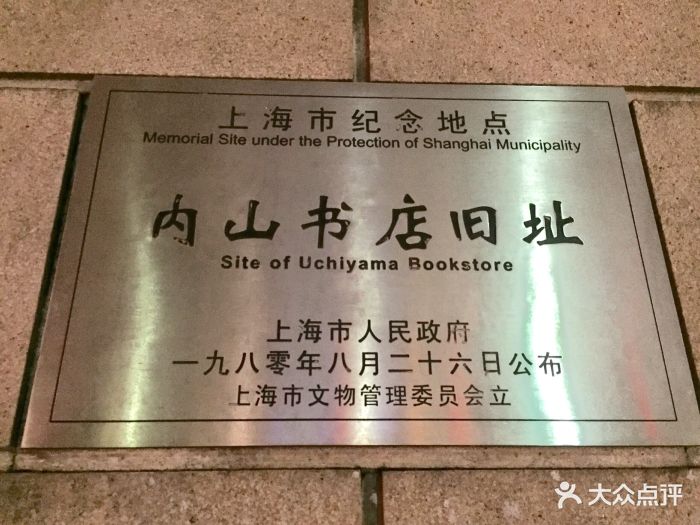 上海市纪念地点
Memorial Site under the Protection of Shanghai Municipality
内山书店旧址
Site of Uchiyama Bookstore
上海市人民政府
一九八零年八月二十六日公布
上海市文物管理委员会立
大众点评